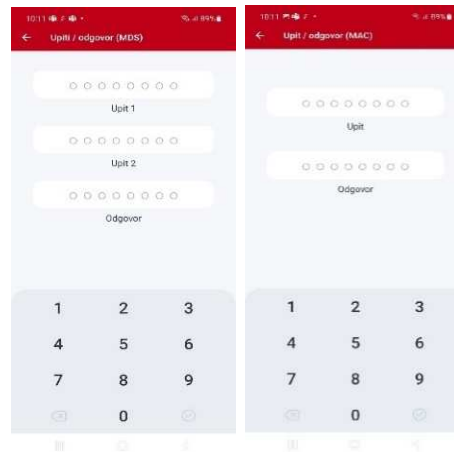 10:11
89%
← Upiti / odgovor (MDS)
Upit 1
Upit 2
Odgovor
1 2 3
4 5 6
7 8 9
0
10:11
89%
← Upit / odgovor (MAC)
Upit
Odgovor
1 2 3
4 5 6
7 8 9
0